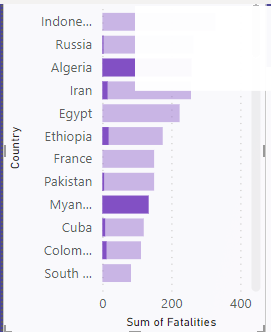 Indone...
Russia
Algeria
Iran
Egypt
Ethiopia
France
Pakistan
Myan...
Cuba
Colom...
South ...
Country
0 200 400
Sum of Fatalities